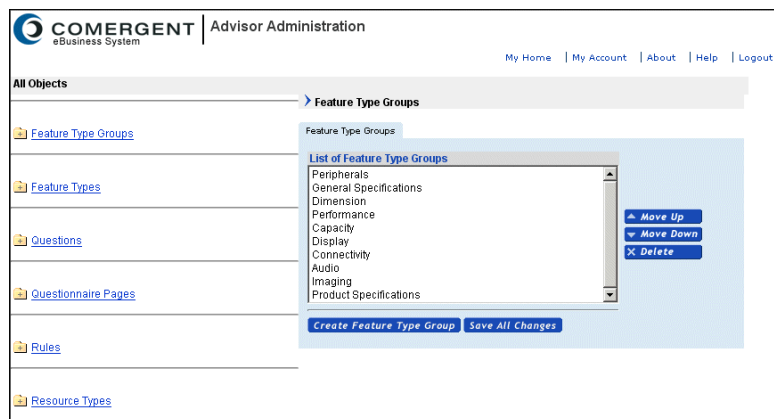 COMERGENT
eBusiness System
Advisor Administration
My Home | My Account | About | Help | Logout
All Objects
Feature Type Groups
Feature Types
Questions
Questionnaire Pages
Rules
Resource Types
Feature Type Groups
Feature Type Groups
List of Feature Type Groups
Peripherals
General Specifications
Dimension
Performance
Capacity
Display
Connectivity
Audio
Imaging
Product Specifications
Move Up
Move Down
Delete
Create Feature Type Group
Save All Changes